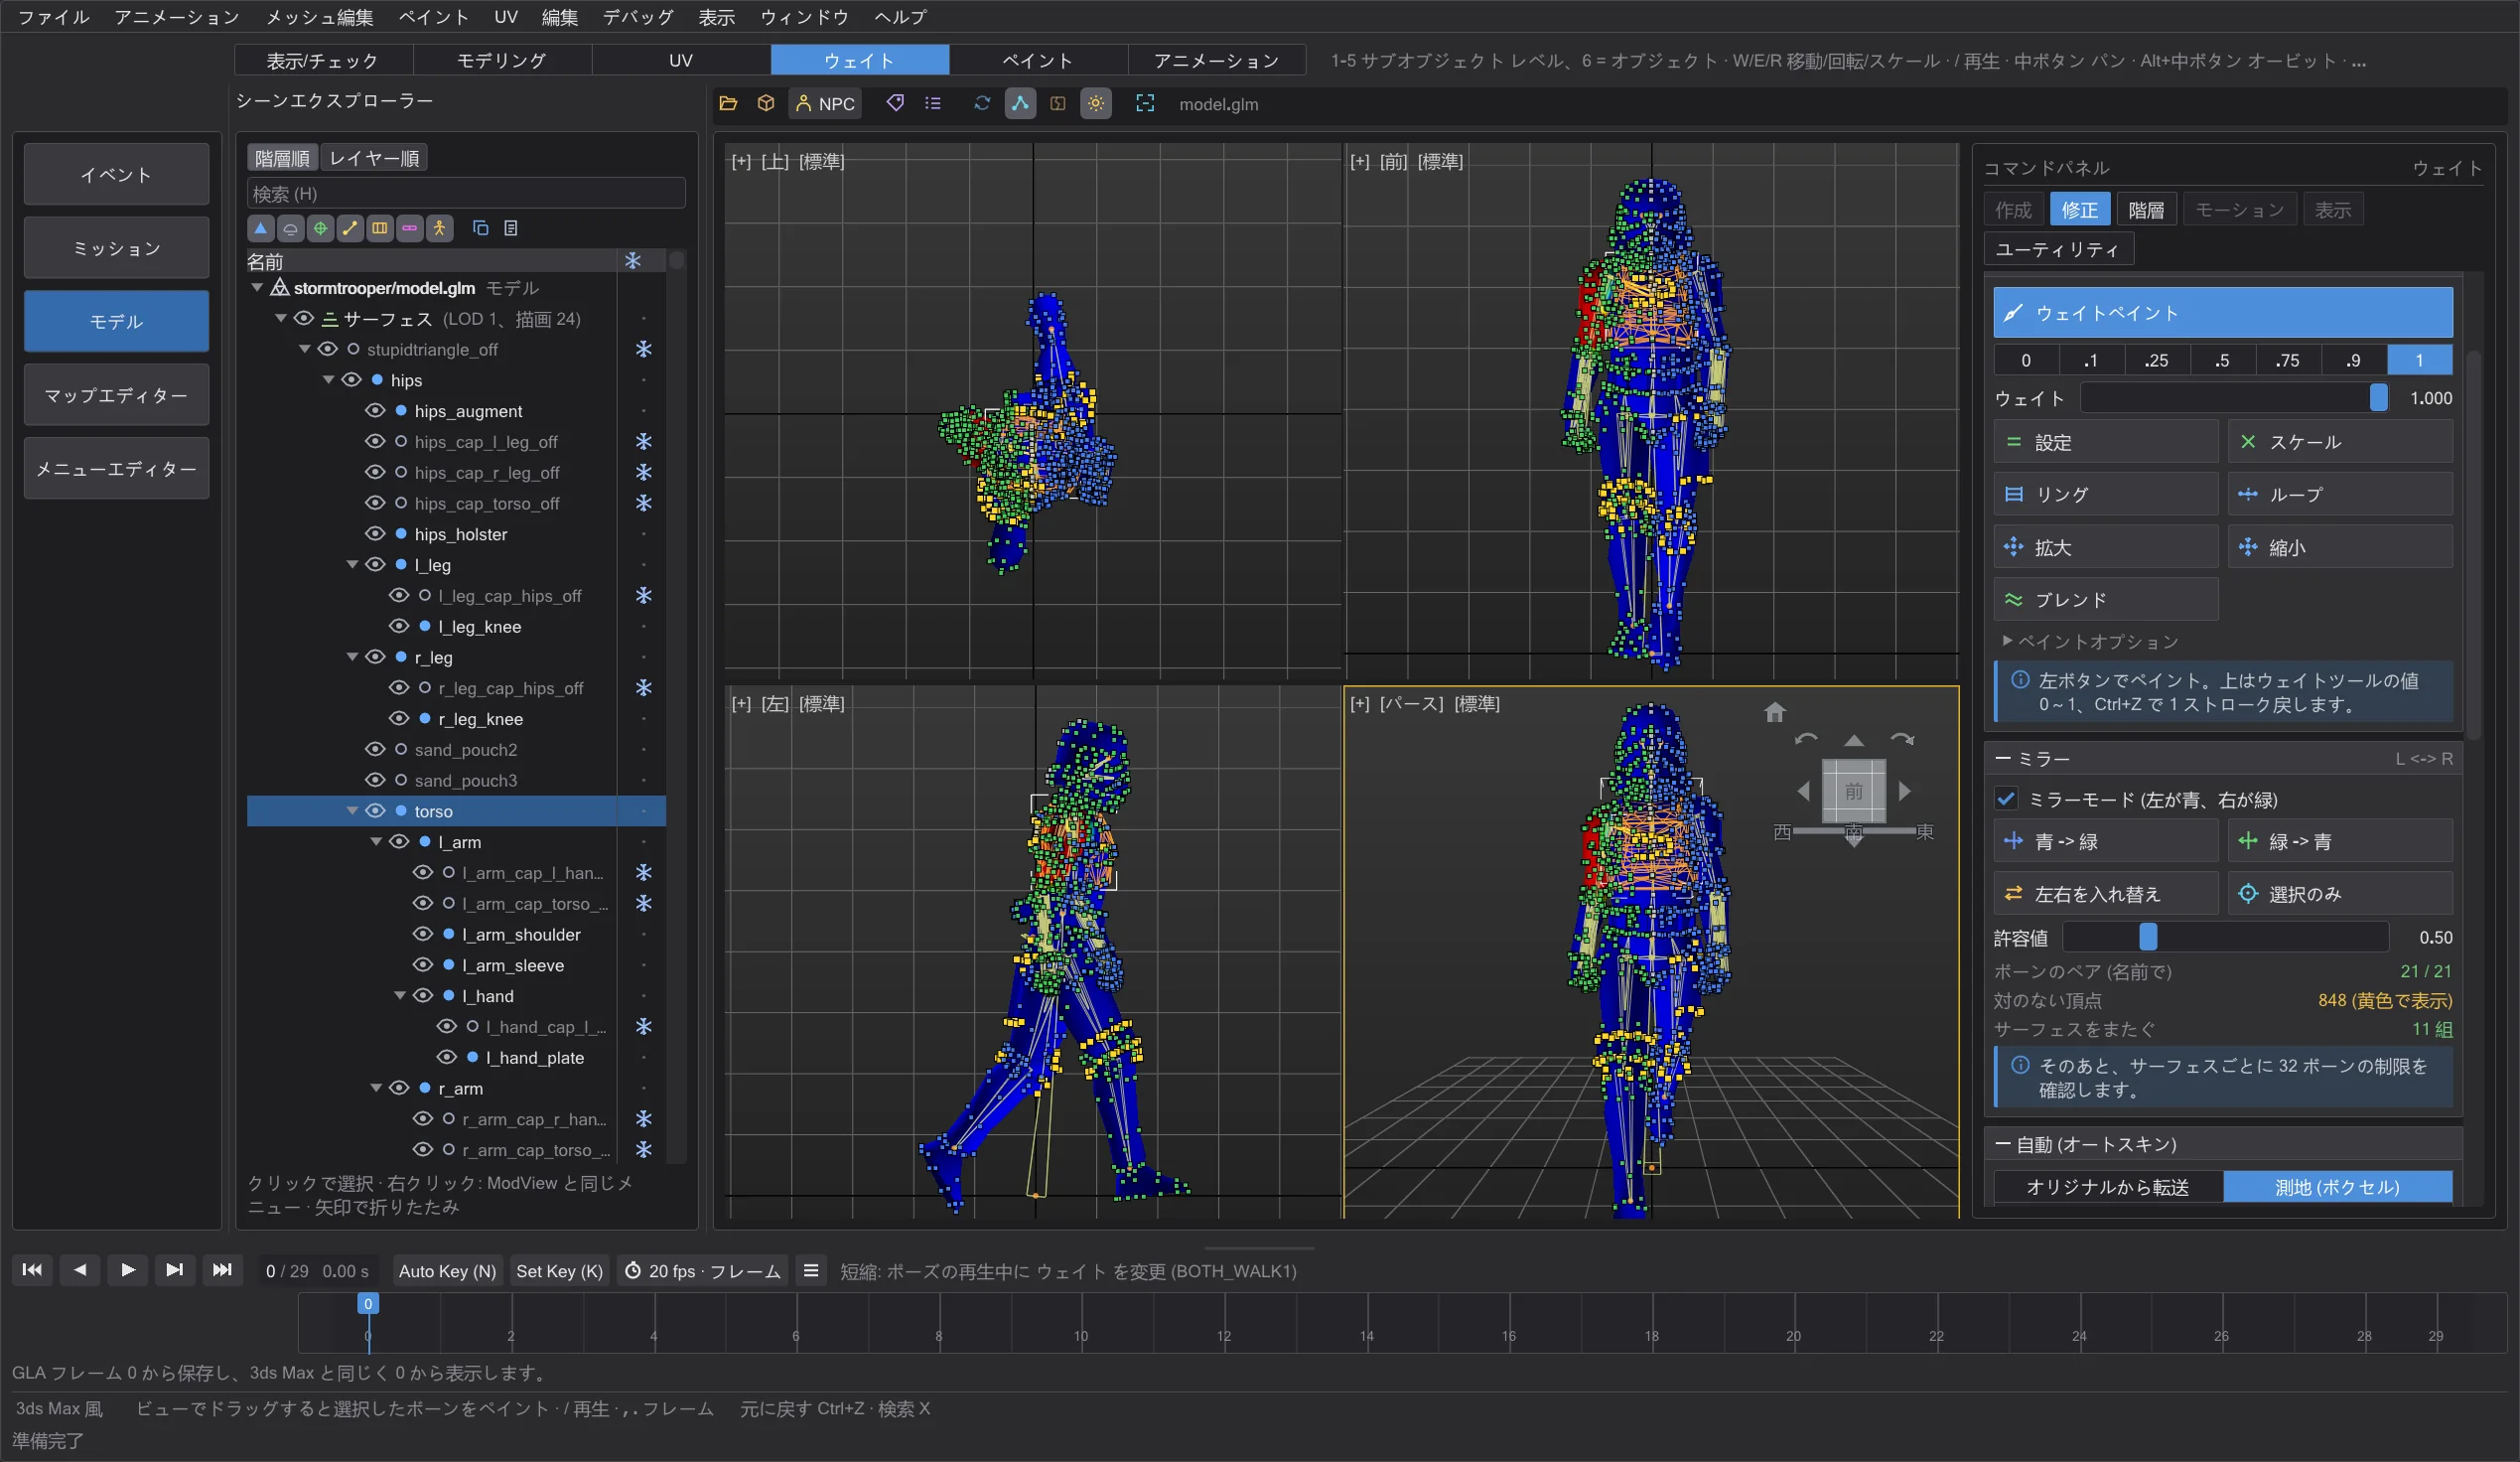 ファイル アニメーション メッシュ編集 ペイント UV 編集 デバッグ 表示 ウィンドウ ヘルプ
表示/チェック モデリング UV ウェイト ペイント アニメーション 1-5 サブオブジェクト レベル、6 = オブジェクト · W/E/R 移動/回転/スケール · / 再生 · 中ボタン パン · Alt+中ボタン オービット · ...
シーンエクスプローラー
NPC model.glm
イベント
ミッション
モデル
マップエディター
メニューエディター
階層順 レイヤー順
検索 (H)
名前
stormtrooper/model.glm モデル
サーフェス (LOD 1、描画 24)
stupidtriangle_off
hips
hips_augment
hips_cap_l_leg_off
hips_cap_r_leg_off
hips_cap_torso_off
hips_holster
l_leg
l_leg_cap_hips_off
l_leg_knee
r_leg
r_leg_cap_hips_off
r_leg_knee
sand_pouch2
sand_pouch3
torso
l_arm
l_arm_cap_l_han...
l_arm_cap_torso_...
l_arm_shoulder
l_arm_sleeve
l_hand
l_hand_cap_l_...
l_hand_plate
r_arm
r_arm_cap_r_han...
r_arm_cap_torso_...
クリックで選択 · 右クリック: ModView と同じメ
ニュー · 矢印で折りたたみ
[+] [上] [標準]
[+] [前] [標準]
[+] [左] [標準]
[+] [パース] [標準]
前
西 南 東
コマンドパネル ウェイト
作成 修正 階層 モーション 表示
ユーティリティ
ウェイトペイント
0 .1 .25 .5 .75 .9 1
ウェイト 1.000
設定 スケール
リング ループ
拡大 縮小
ブレンド
ペイントオプション
左ボタンでペイント。上はウェイトツールの値
0~1、Ctrl+Z で 1 ストローク戻します。
ミラー L <-> R
ミラーモード (左が青、右が緑)
青 -> 緑 緑 -> 青
左右を入れ替え 選択のみ
許容値 0.50
ボーンのペア (名前で) 21 / 21
対のない頂点 848 (黄色で表示)
サーフェスをまたぐ 11 組
そのあと、サーフェスごとに 32 ボーンの制限を
確認します。
自動 (オートスキン)
オリジナルから転送 測地 (ボクセル)
0 / 29 0.00 s Auto Key (N) Set Key (K) 20 fps · フレーム 短縮: ポーズの再生中に ウェイト を変更 (BOTH_WALK1)
0
0 2 4 6 8 10 12 14 16 18 20 22 24 26 28 29
GLA フレーム 0 から保存し、3ds Max と同じく 0 から表示します。
3ds Max 風 ビューでドラッグすると選択したボーンをペイント · / 再生 · , . フレーム 元に戻す Ctrl+Z · 検索 X
準備完了